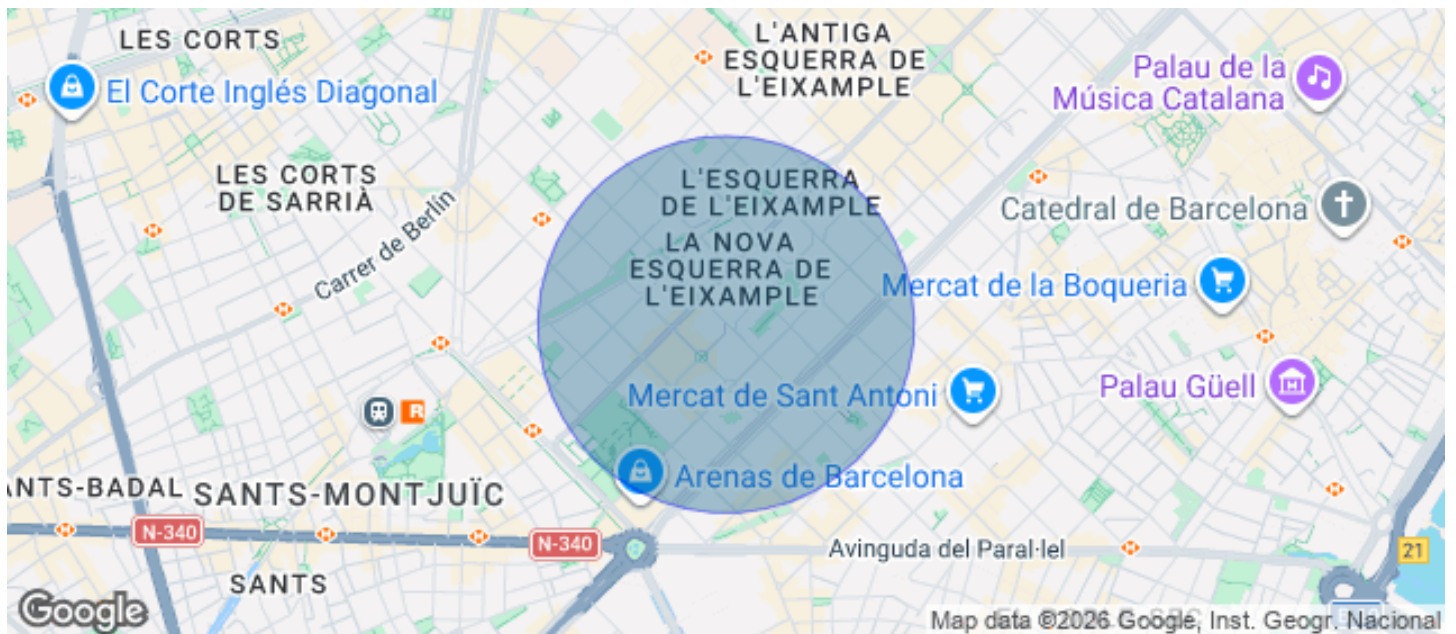 LES CORTS
El Corte Inglés Diagonal
L'ANTIGA
ESQUERRA DE
L'EIXAMPLE
Palau de la
Música Catalana
LES CORTS
DE SARRIÀ
Carrer de Berlin
L'ESQUERRA
DE L'EIXAMPLE
LA NOVA
ESQUERRA DE
L'EIXAMPLE
Catedral de Barcelona
Mercat de la Boqueria
Mercat de Sant Antoni
Palau Güell
R
Arenas de Barcelona
ANTS-BADAL
SANTS-MONTJUÏC
N-340
N-340
Avinguda del Paral·lel
21
SANTS
Google
Map data ©2026 Google, Inst. Geogr. Nacional